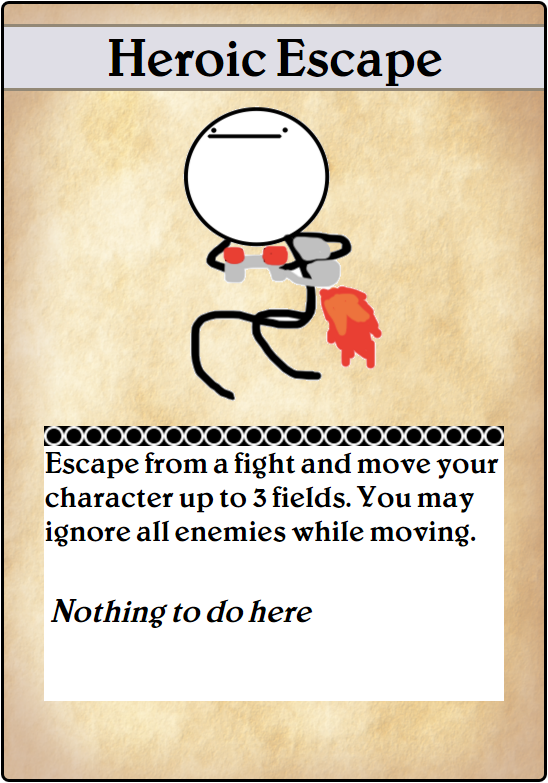 Heroic Escape
Escape from a fight and move your
character up to 3 fields. You may
ignore all enemies while moving.
Nothing to do here